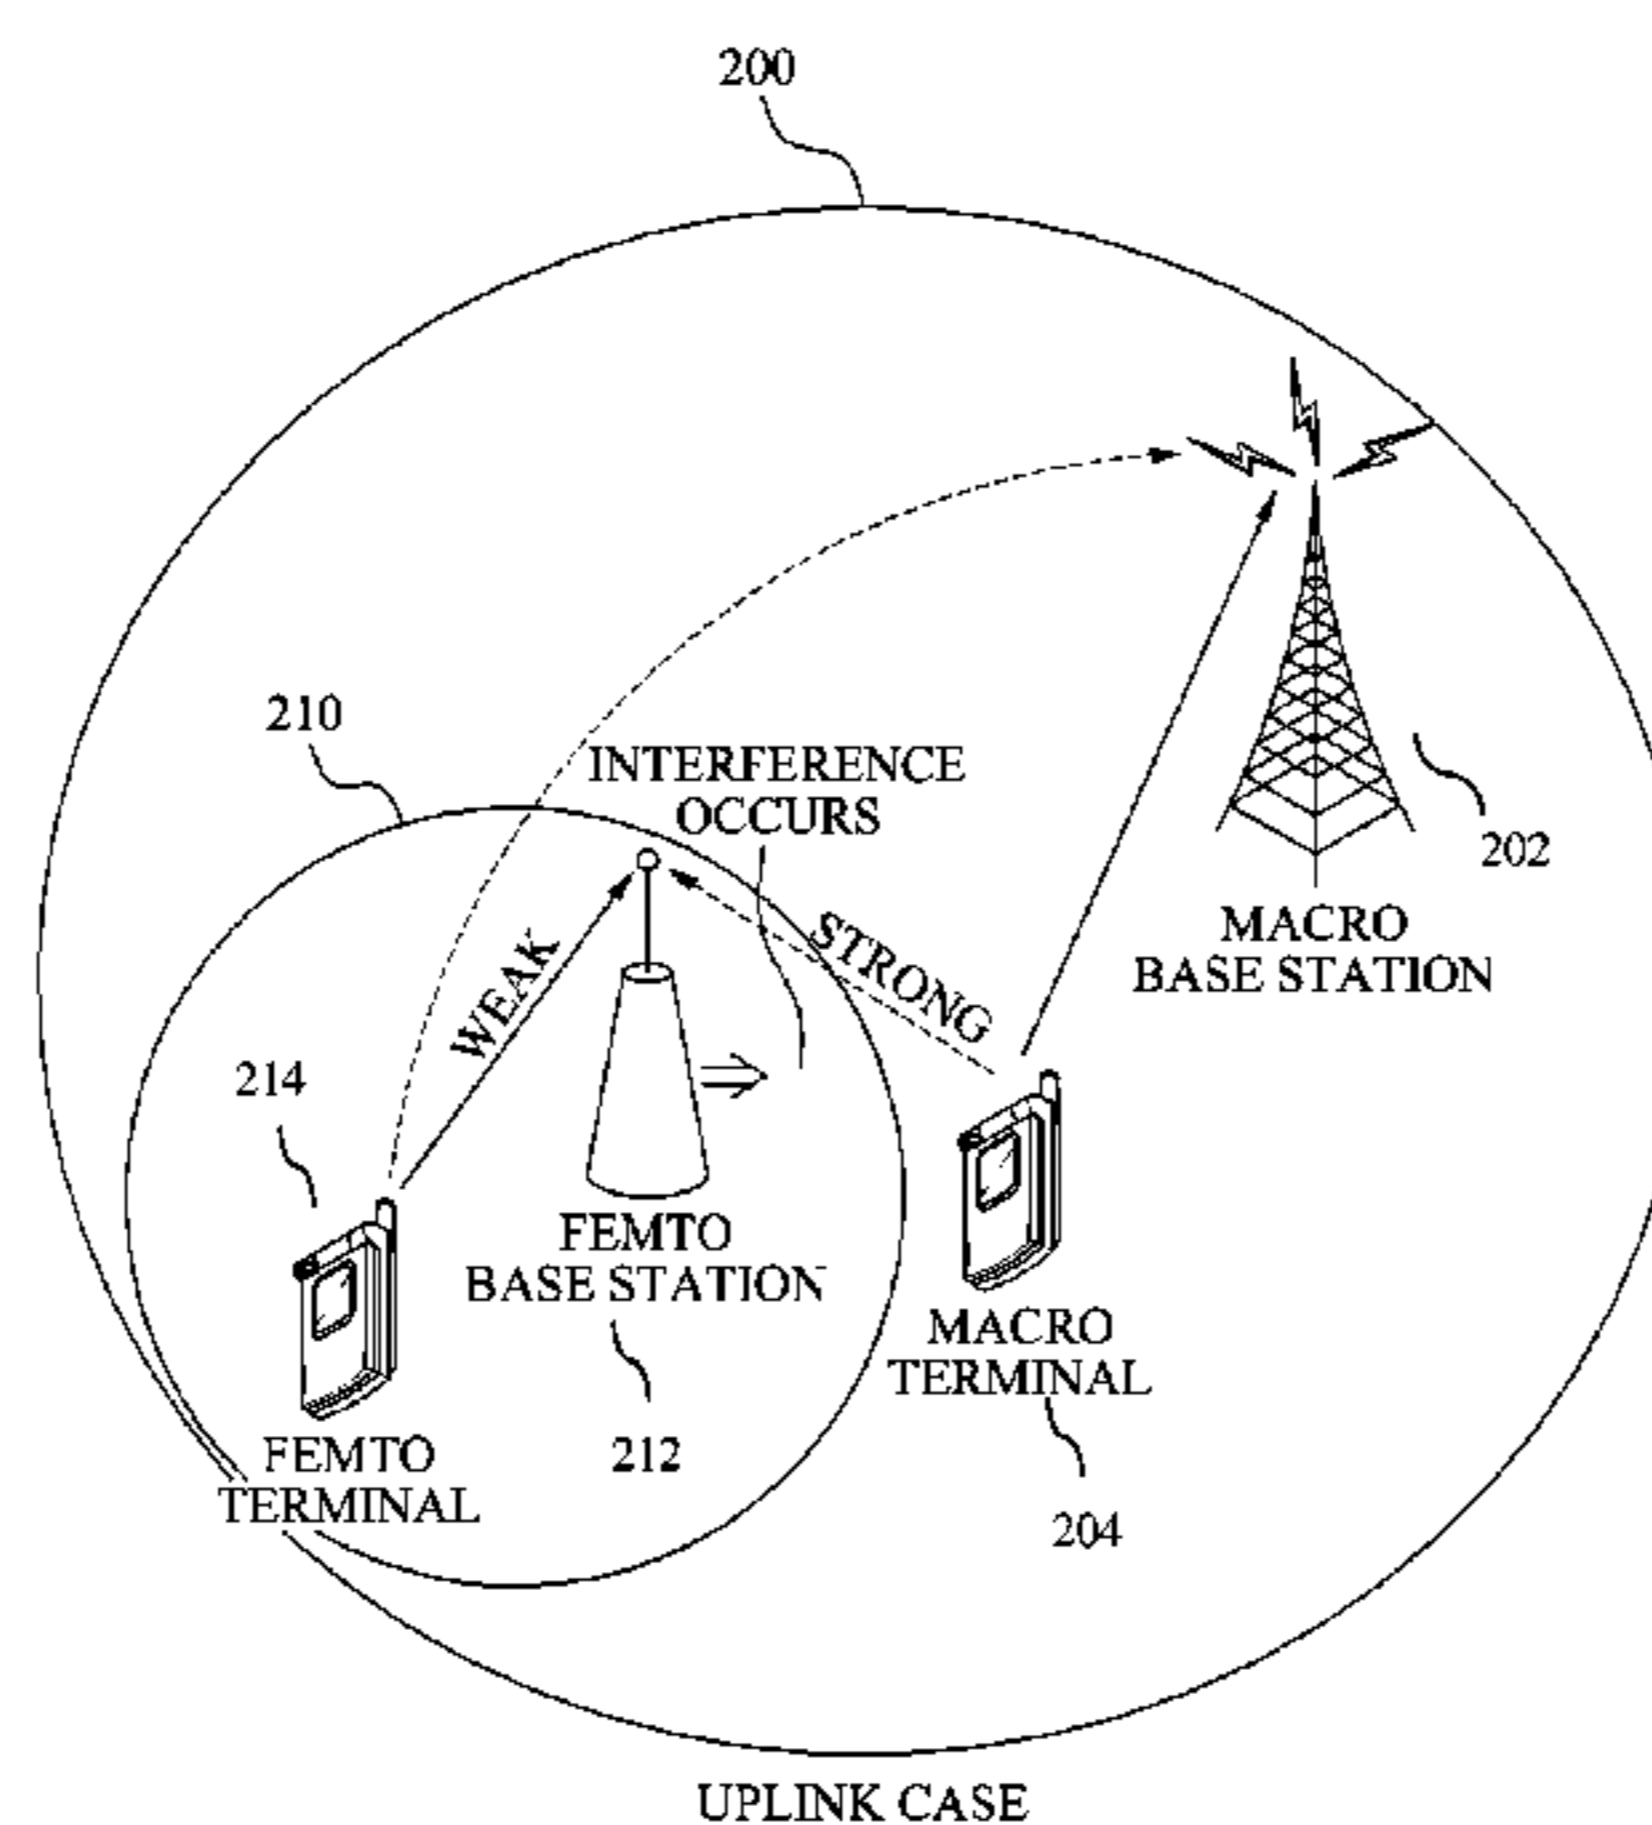 200
210
INTERFERENCE
OCCURS
202
MACRO
BASE STATION
STRONG
WEAK
214
FEMTO
BASE STATION
212
MACRO
TERMINAL
204
FEMTO
TERMINAL
UPLINK CASE